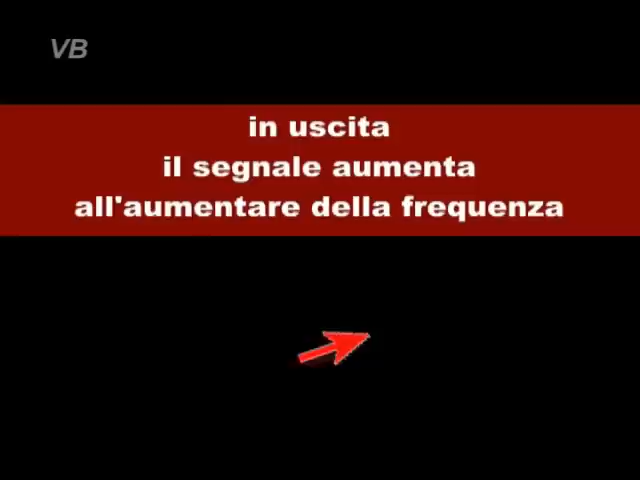 VB
in uscita
il segnale aumenta
all'aumentare della frequenza